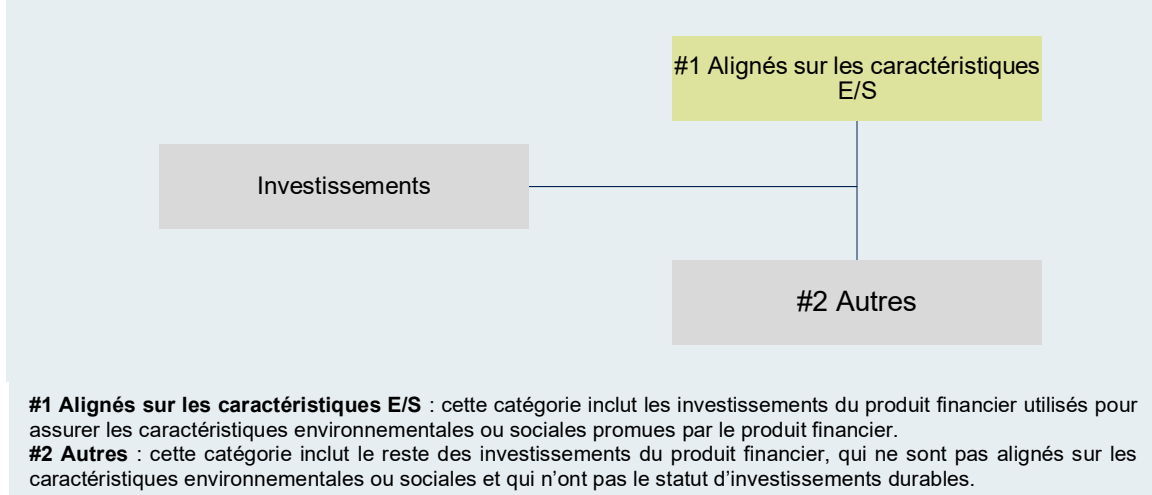 #1 Alignés sur les caractéristiques
E/S
Investissements
#2 Autres
#1 Alignés sur les caractéristiques E/S : cette catégorie inclut les investissements du produit financier utilisés pour
assurer les caractéristiques environnementales ou sociales promues par le produit financier.
#2 Autres : cette catégorie inclut le reste des investissements du produit financier, qui ne sont pas alignés sur les
caractéristiques environnementales ou sociales et qui n’ont pas le statut d’investissements durables.